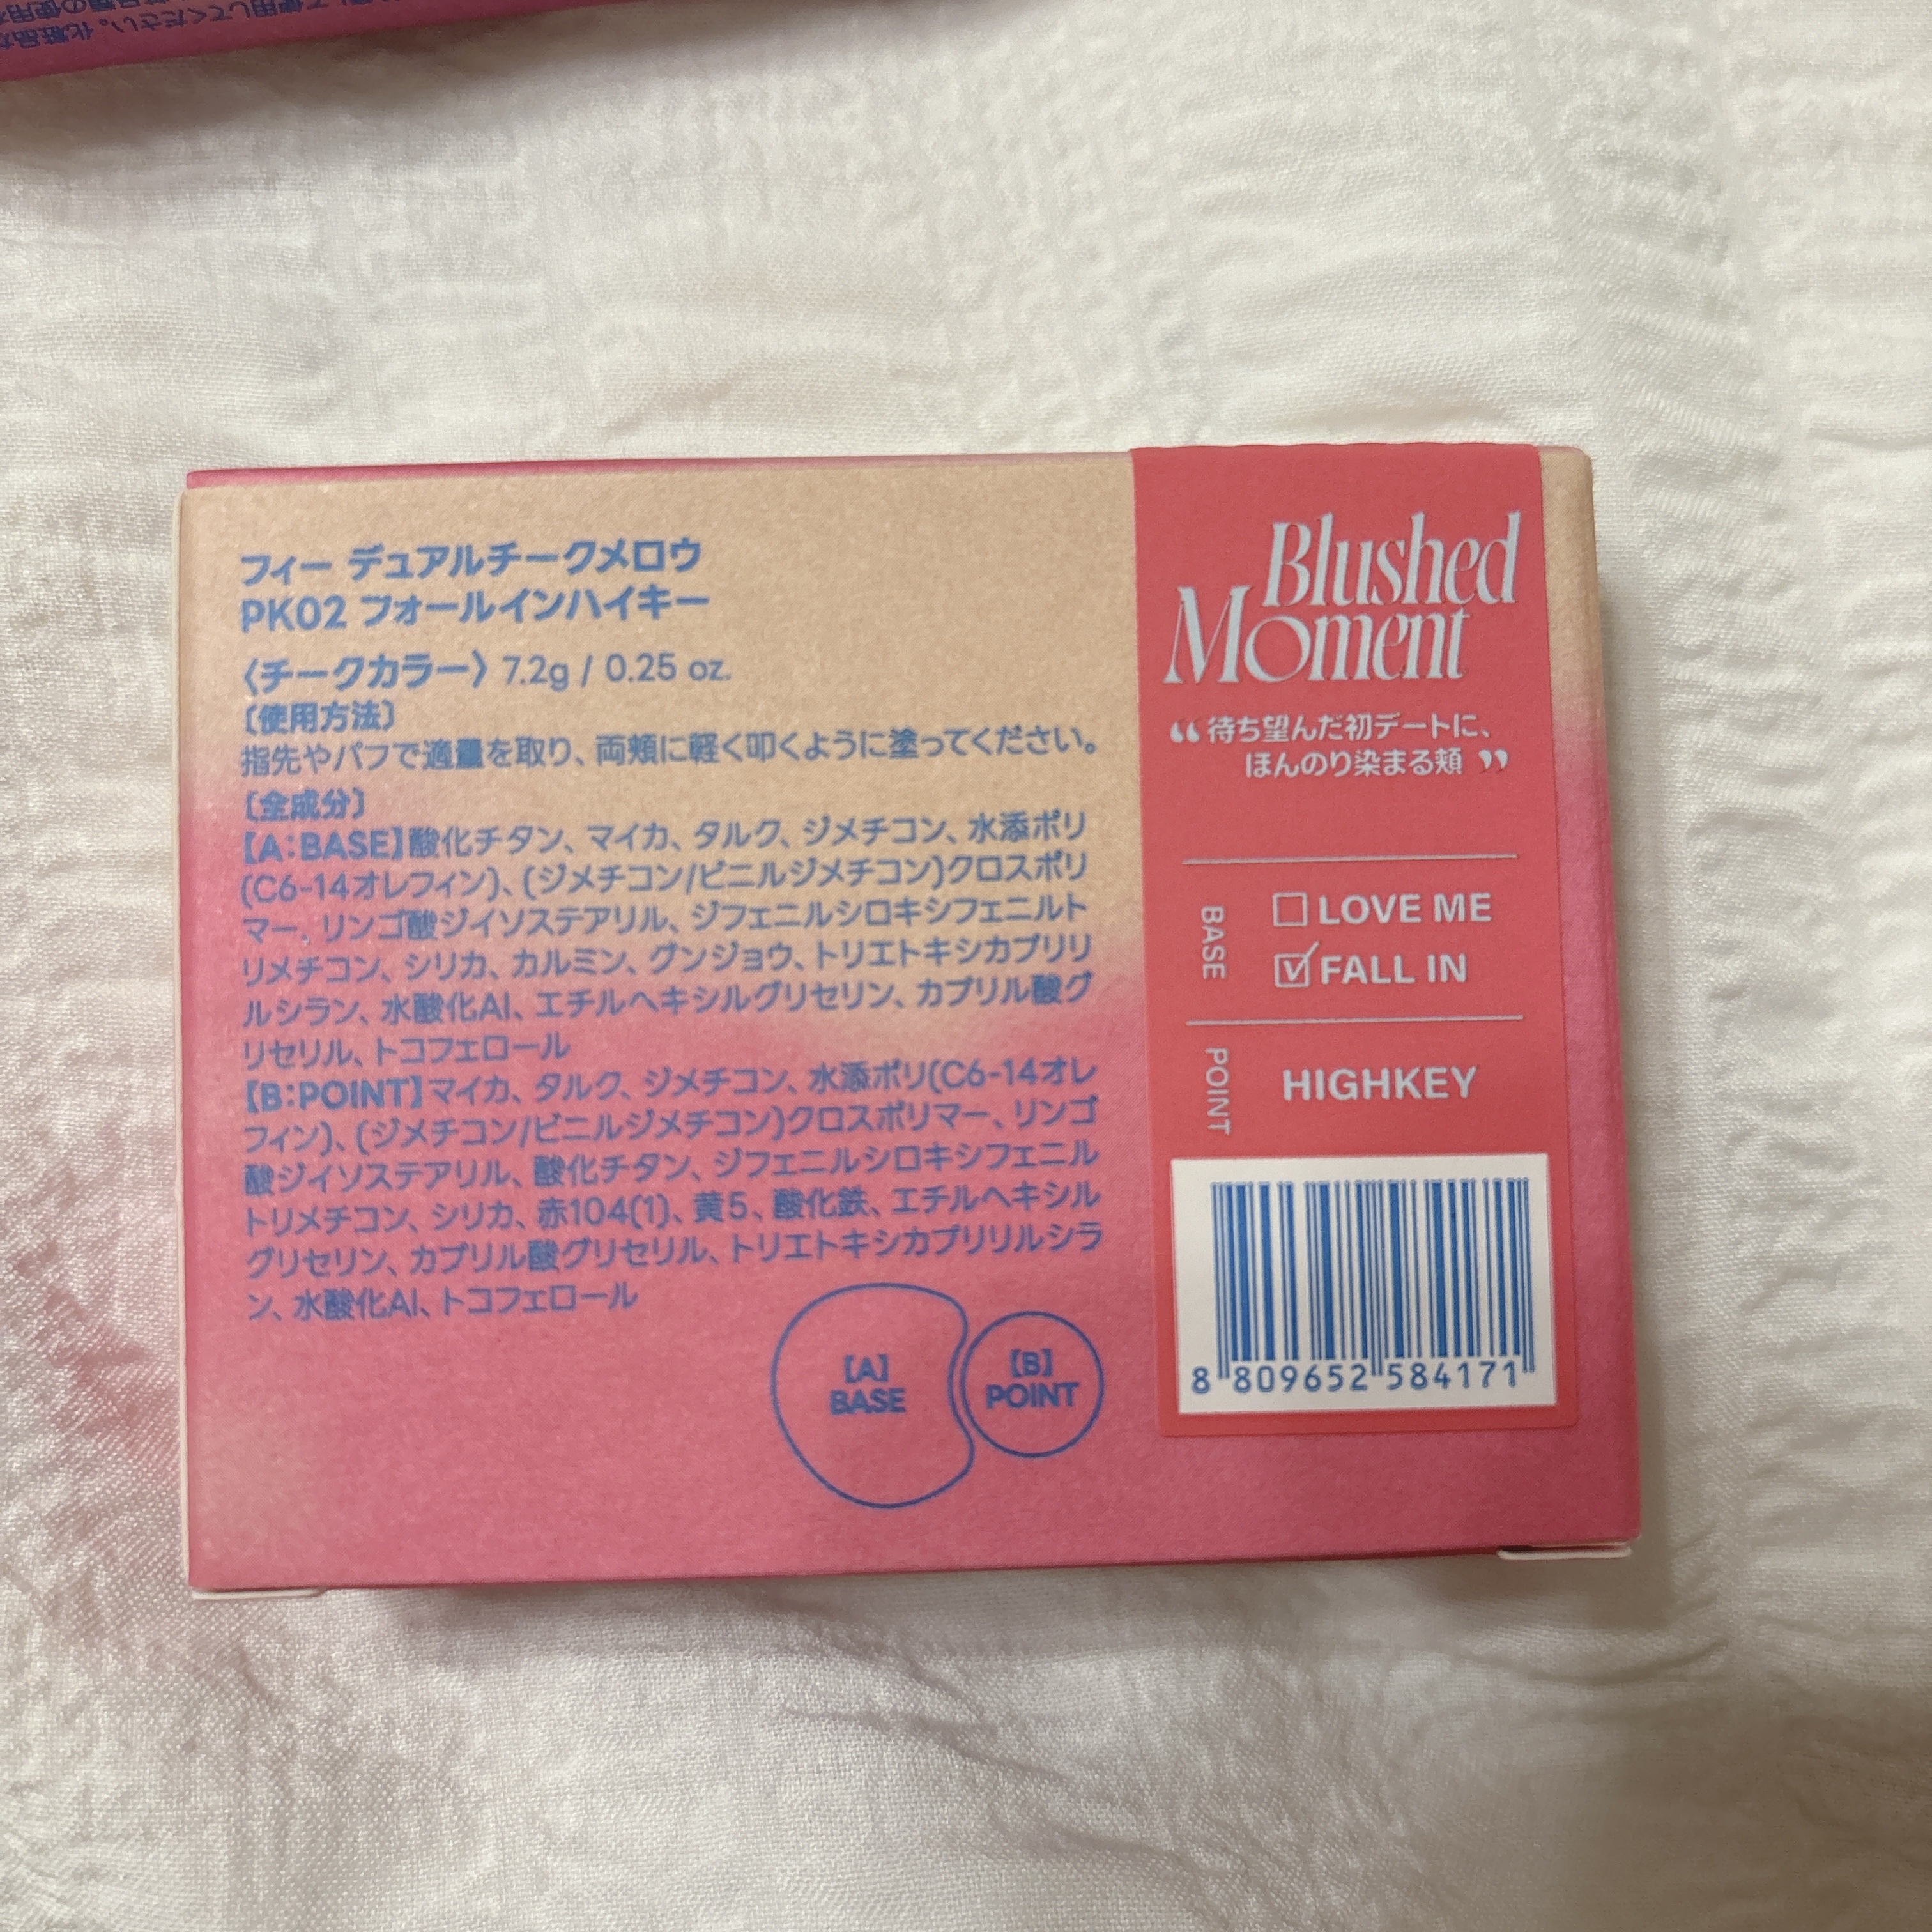 フィー デュアルチークメロウ
PK02 フォールインハイキー
〈チークカラー〉 7.2g / 0.25 oz.
〔使用方法〕
指先やパフで適量を取り、両頬に軽く叩くように塗ってください。
〔全成分〕
【A:BASE】酸化チタン、マイカ、タルク、ジメチコン、水添ポリ
(C6-14オレフィン)、(ジメチコン/ビニルジメチコン)クロスポリ
マー、リンゴ酸ジイソステアリル、ジフェニルシロキシフェニルト
リメチコン、シリカ、カルミン、グンジョウ、トリエトキシカプリリ
ルシラン、水酸化Al、エチルヘキシルグリセリン、カプリル酸グ
リセリル、トコフェロール
【B:POINT】マイカ、タルク、ジメチコン、水添ポリ(C6-14オレ
フィン)、(ジメチコン/ビニルジメチコン)クロスポリマー、リンゴ
酸ジイソステアリル、酸化チタン、ジフェニルシロキシフェニル
トリメチコン、シリカ、赤104(1)、黄5、酸化鉄、エチルヘキシル
グリセリン、カプリル酸グリセリル、トリエトキシカプリリルシラ
ン、水酸化Al、トコフェロール
【A】
BASE
【B】
POINT
Blushed
Moment
“待ち望んだ初デートに、
ほんのり染まる頬”
BASE
LOVE ME
FALL IN
POINT
HIGHKEY
8 809652 584171
使用してください。